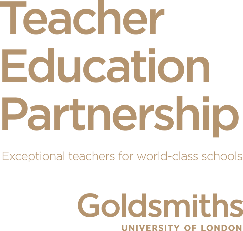 Teacher
Education
Partnership
Exceptional teachers for world-class schools
Goldsmiths
UNIVERSITY OF LONDON